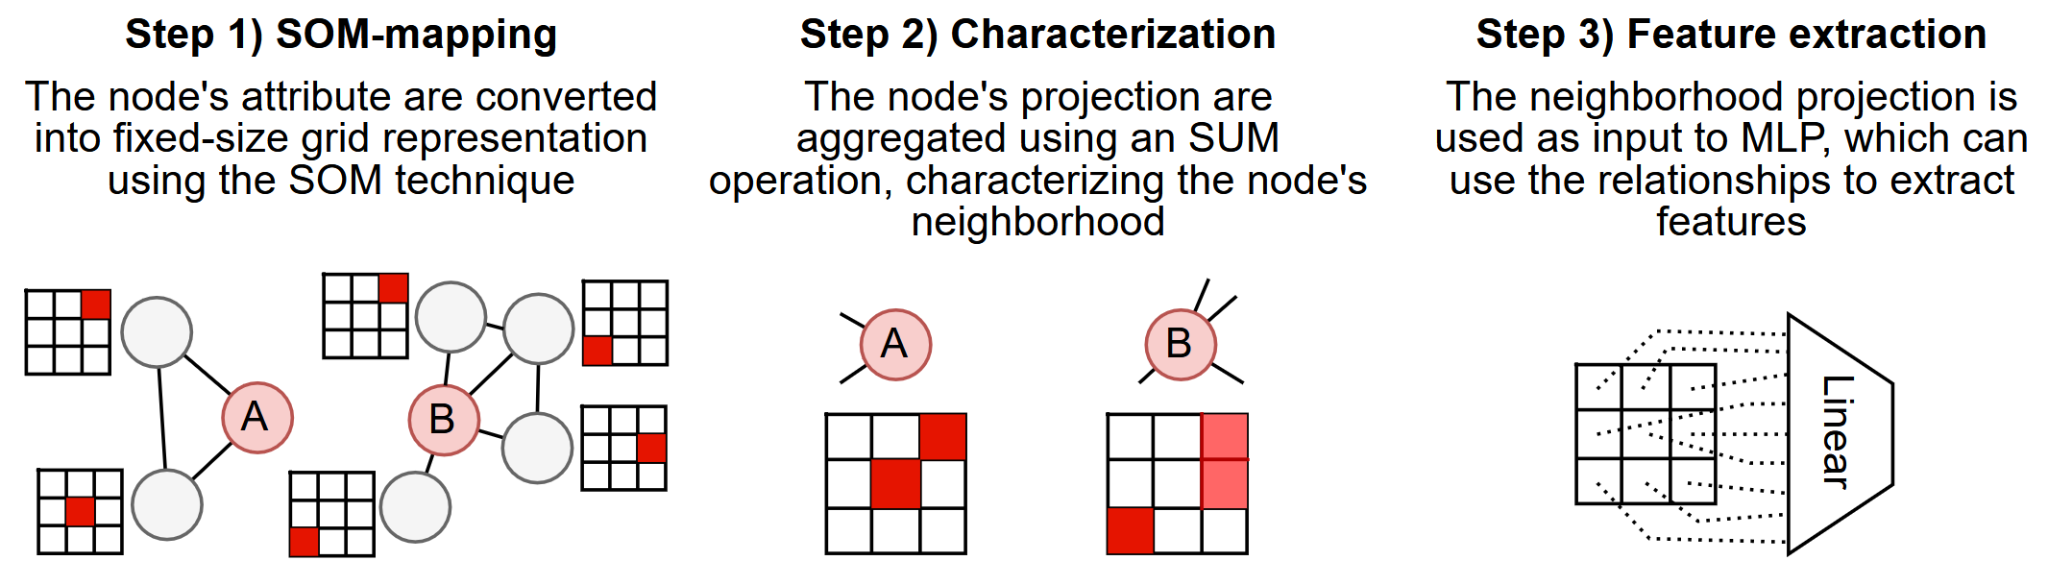 Step 1) SOM-mapping
The node's attribute are converted
into fixed-size grid representation
using the SOM technique
A
B
Step 2) Characterization
The node's projection are
aggregated using an SUM
operation, characterizing the node's
neighborhood
A
B
Step 3) Feature extraction
The neighborhood projection is
used as input to MLP, which can
use the relationships to extract
features
Linear